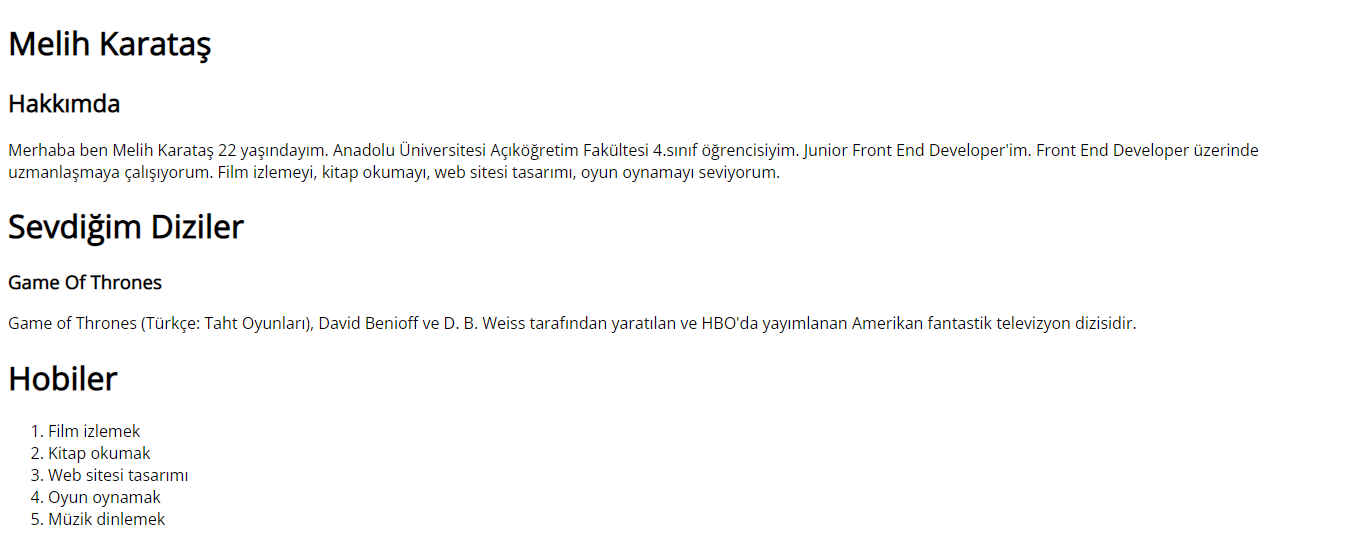 Melih Karataş
Hakkımda
Merhaba ben Melih Karataş 22 yaşındayım. Anadolu Üniversitesi Açıköğretim Fakültesi 4.sınıf öğrencisiyim. Junior Front End Developer'im. Front End Developer üzerinde
uzmanlaşmaya çalışıyorum. Film izlemeyi, kitap okumayı, web sitesi tasarımı, oyun oynamayı seviyorum.
Sevdiğim Diziler
Game Of Thrones
Game of Thrones (Türkçe: Taht Oyunları), David Benioff ve D. B. Weiss tarafından yaratılan ve HBO'da yayımlanan Amerikan fantastik televizyon dizisidir.
Hobiler
1. Film izlemek
2. Kitap okumak
3. Web sitesi tasarımı
4. Oyun oynamak
5. Müzik dinlemek